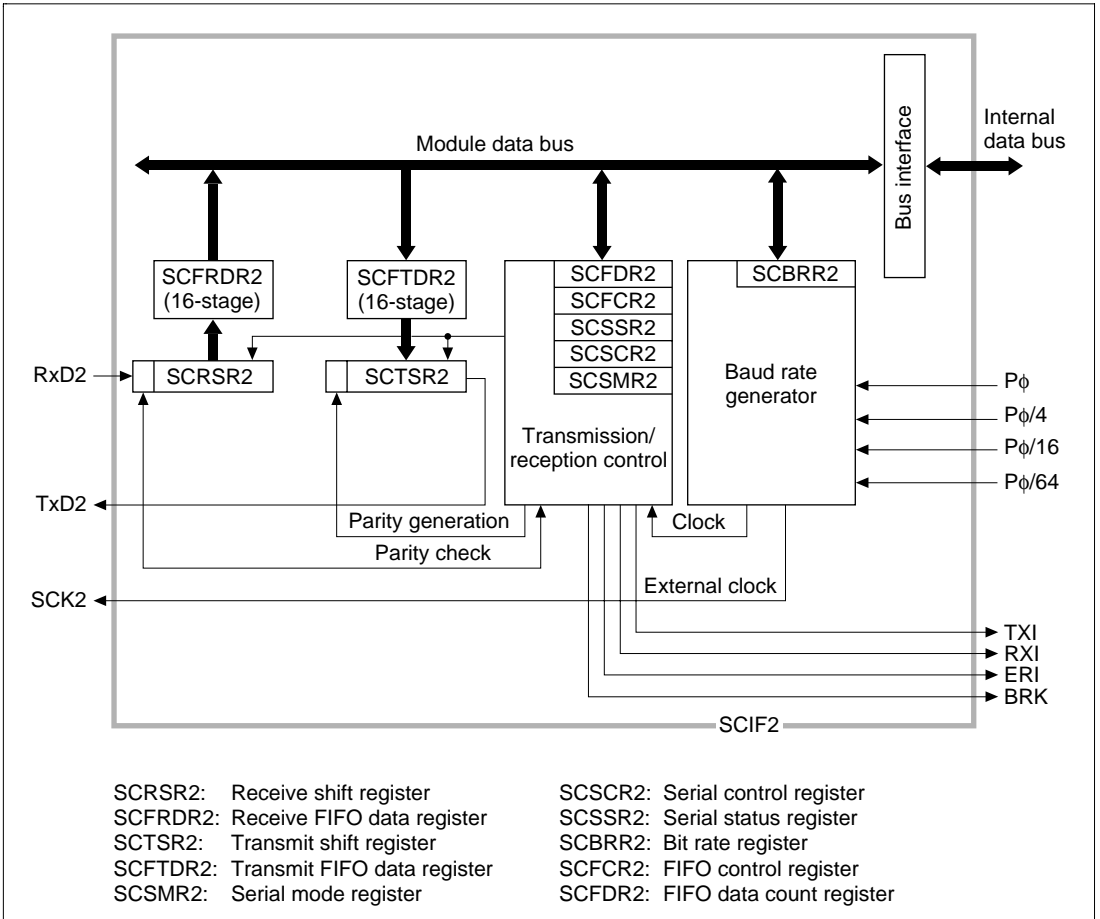 Module data bus
Bus interface
Internal
data bus
SCFRDR2
(16-stage)
SCFTDR2
(16-stage)
SCFDR2
SCFCR2
SCSSR2
SCSCR2
SCSMR2
Transmission/
reception control
SCBRR2
Baud rate
generator
RxD2
SCRSR2
SCTSR2
Pϕ
Pϕ/4
Pϕ/16
Pϕ/64
TxD2
Parity generation
Parity check
Clock
SCK2
External clock
TXI
RXI
ERI
BRK
SCIF2
SCRSR2: Receive shift register
SCFRDR2: Receive FIFO data register
SCTSR2: Transmit shift register
SCFTDR2: Transmit FIFO data register
SCSMR2: Serial mode register
SCSCR2: Serial control register
SCSSR2: Serial status register
SCBRR2: Bit rate register
SCFCR2: FIFO control register
SCFDR2: FIFO data count register